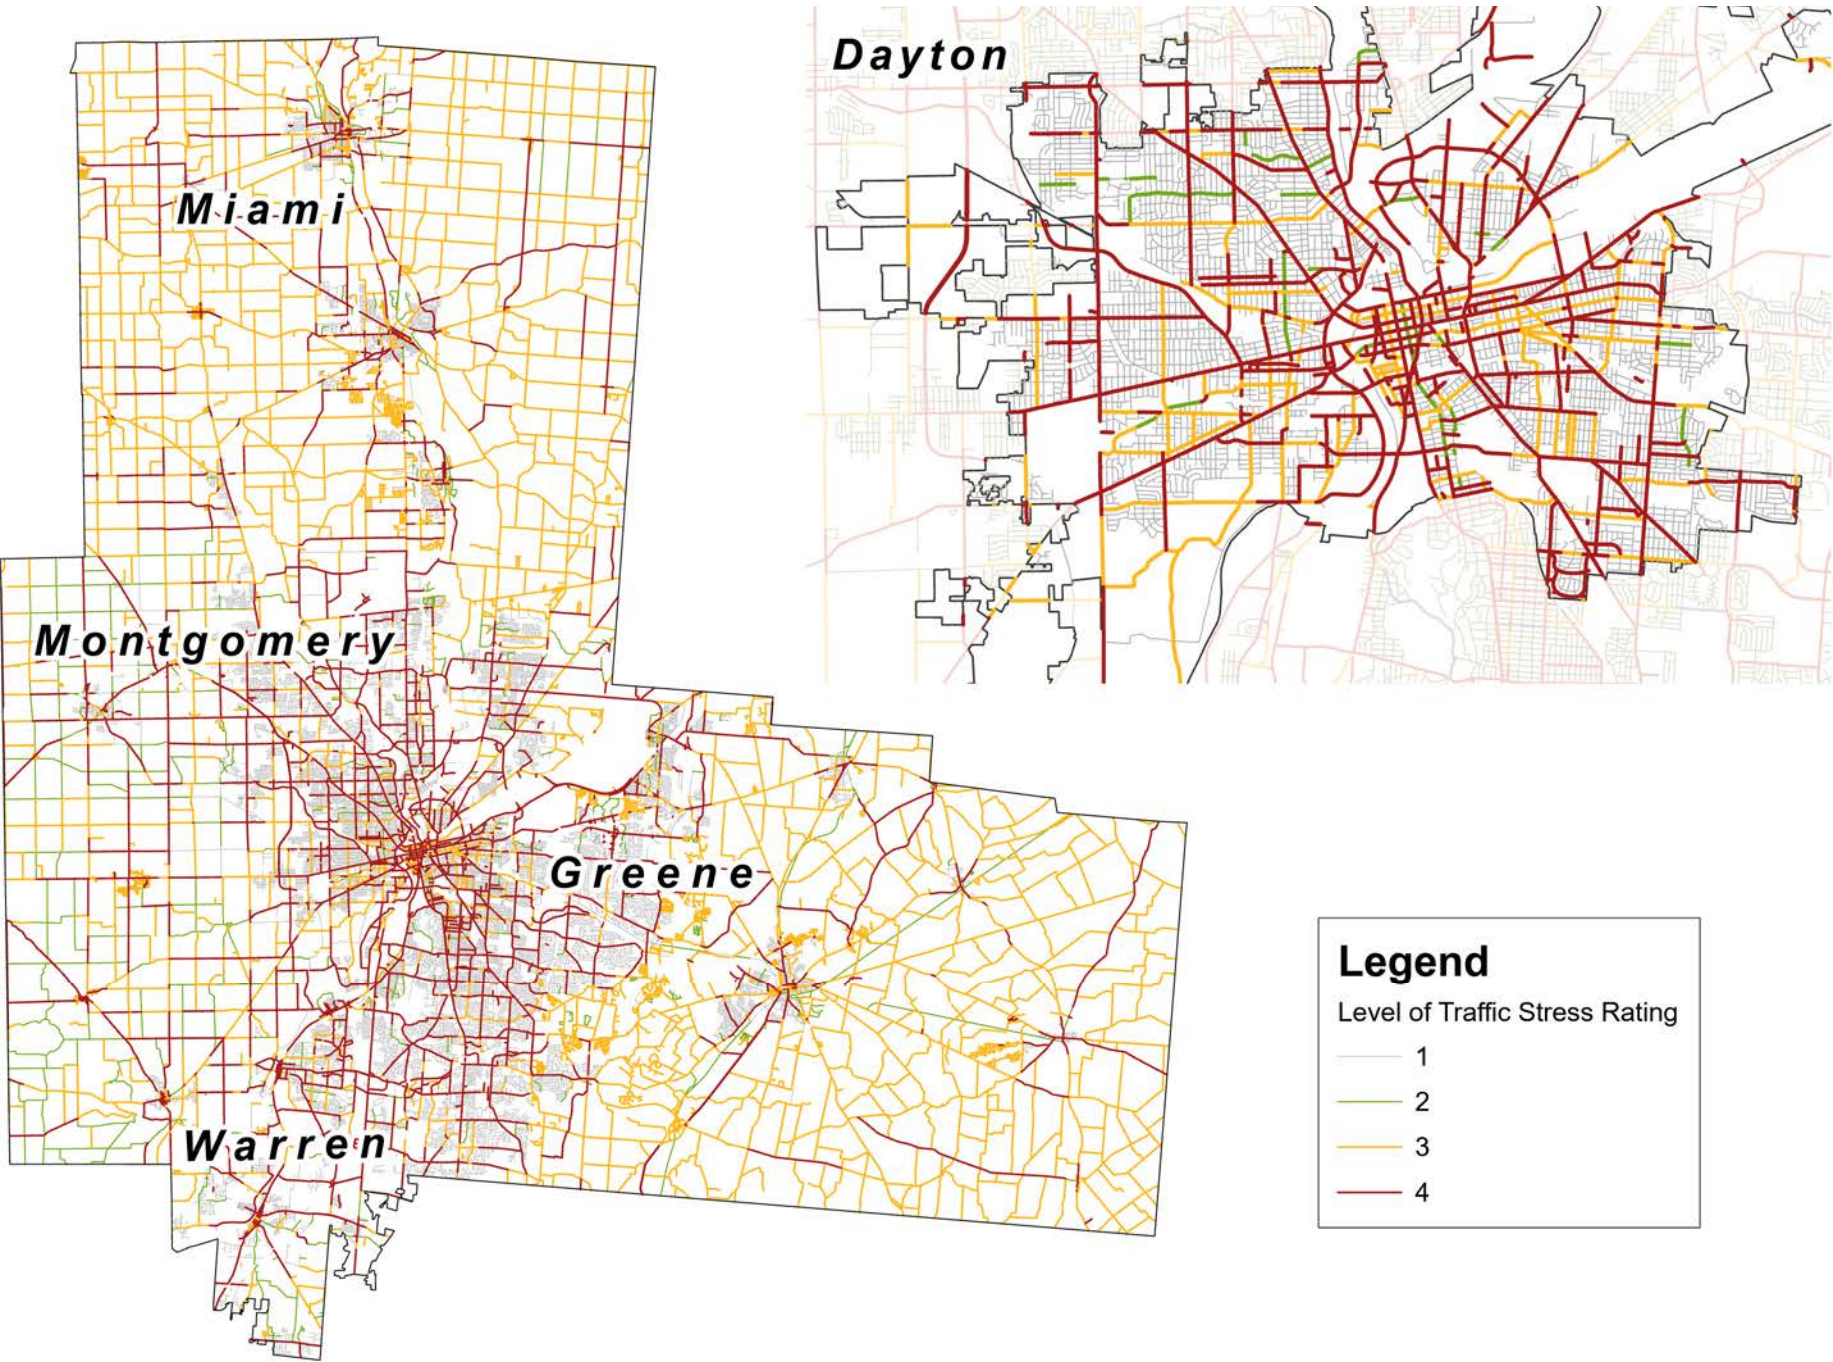 Dayton
Miami
Montgomery
Greene
Warren
Legend
Level of Traffic Stress Rating
1
2
3
4